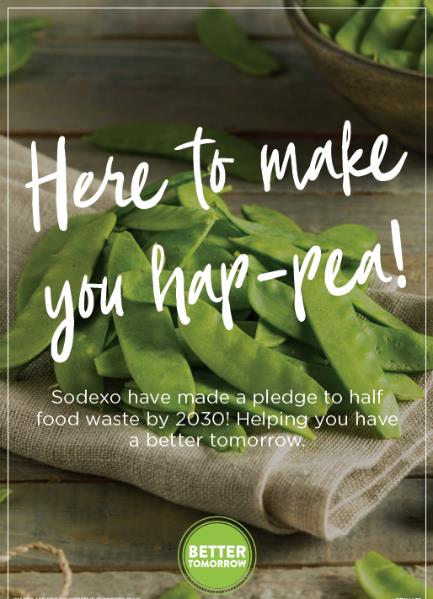 Here to make
you hap-pea!
Sodexo have made a pledge to half
food waste by 2030! Helping you have
a better tomorrow.
BETTER
TOMORROW